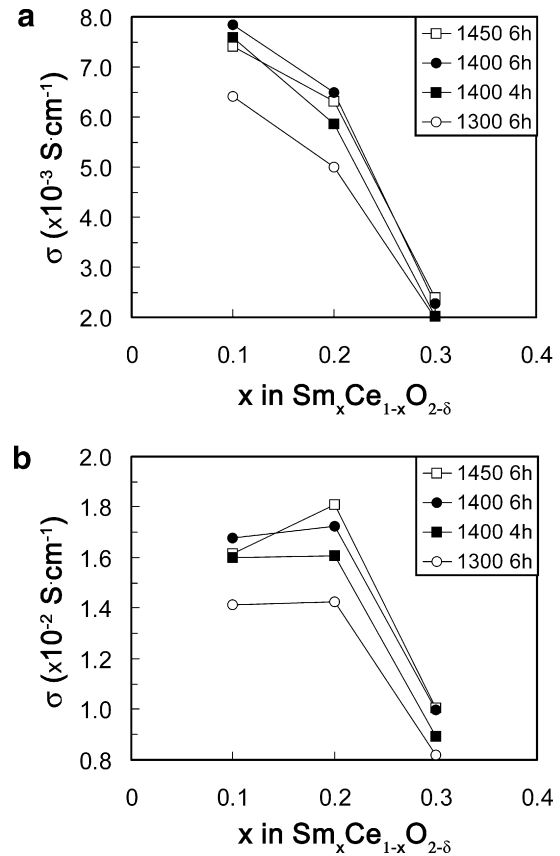 a
8.0
7.0
6.0
5.0
4.0
3.0
2.0
σ (x10⁻³ S·cm⁻¹)
1450 6h
1400 6h
1400 4h
1300 6h
0 0.1 0.2 0.3 0.4
x in SmₓCe₁₋ₓO₂₋δ
b
2.0
1.8
1.6
1.4
1.2
1.0
0.8
σ (x10⁻² S·cm⁻¹)
1450 6h
1400 6h
1400 4h
1300 6h
0 0.1 0.2 0.3 0.4
x in SmₓCe₁₋ₓO₂₋δ